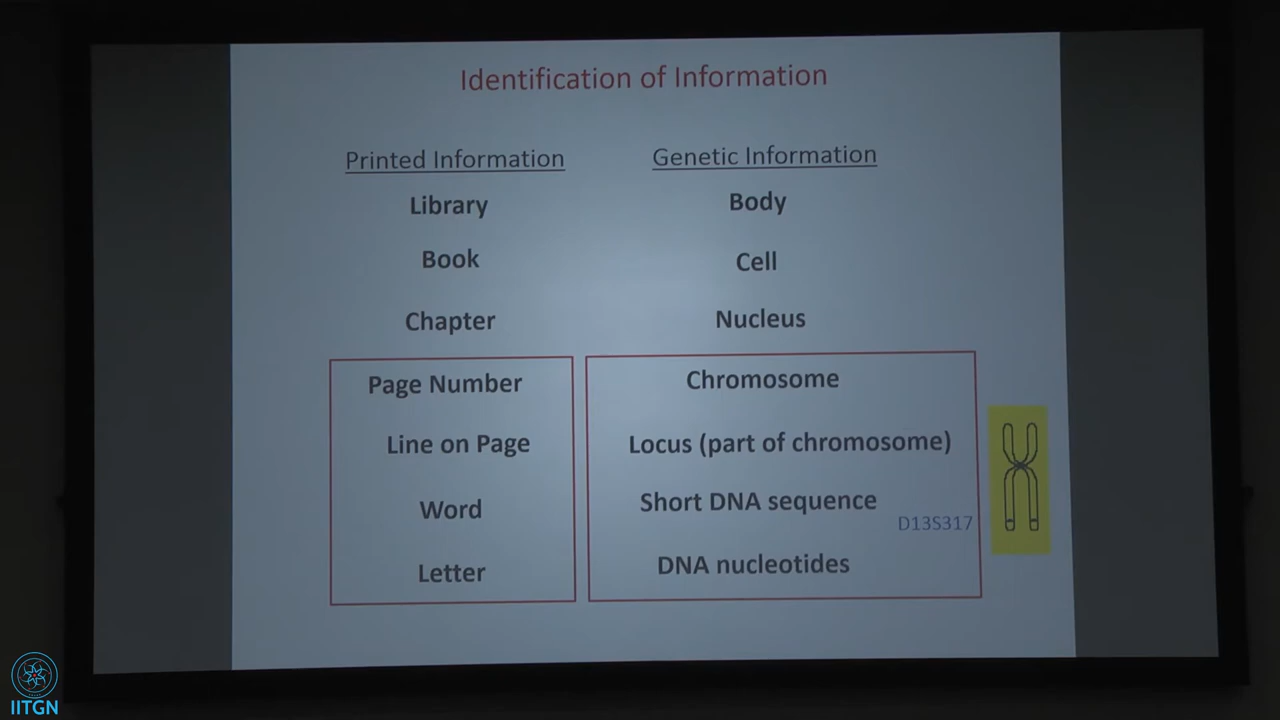 Identification of Information
Printed Information Genetic Information
Library Body
Book Cell
Chapter Nucleus
Page Number Chromosome
Line on Page Locus (part of chromosome)
Word Short DNA sequence
D13S317
Letter DNA nucleotides
IITGN